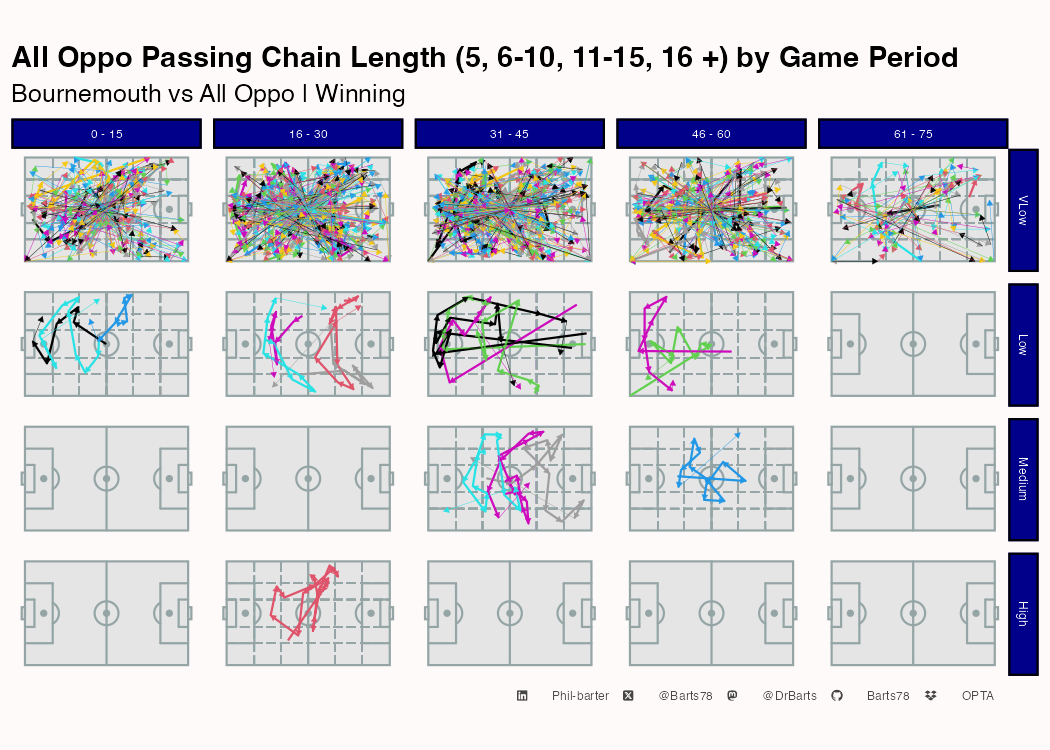 All Oppo Passing Chain Length (5, 6-10, 11-15, 16 +) by Game Period
Bournemouth vs All Oppo | Winning
0 - 15
16 - 30
31 - 45
46 - 60
61 - 75
VLow
Low
Medium
High
Phil-barter @Barts78 @DrBarts Barts78 OPTA